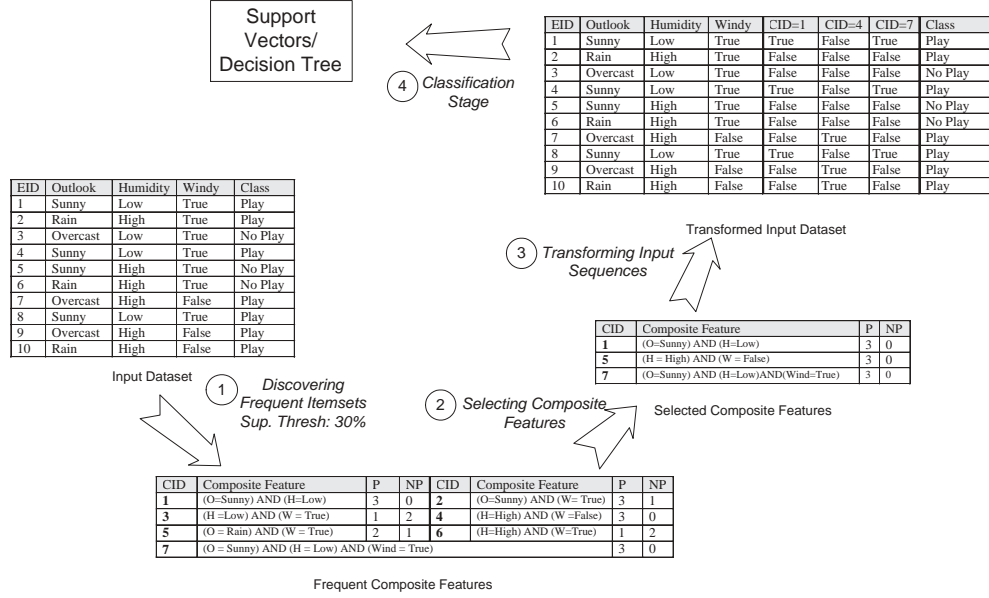 Support
Vectors/
Decision Tree
4 Classification
Stage
EID Outlook Humidity Windy CID=1 CID=4 CID=7 Class
1 Sunny Low True True False True Play
2 Rain High True False False False Play
3 Overcast Low True False False False No Play
4 Sunny Low True True False True Play
5 Sunny High True False False False No Play
6 Rain High True False False False No Play
7 Overcast High False False True False Play
8 Sunny Low True True False True Play
9 Overcast High False False True False Play
10 Rain High False False True False Play
Transformed Input Dataset
EID Outlook Humidity Windy Class
1 Sunny Low True Play
2 Rain High True Play
3 Overcast Low True No Play
4 Sunny Low True Play
5 Sunny High True No Play
6 Rain High True No Play
7 Overcast High False Play
8 Sunny Low True Play
9 Overcast High False Play
10 Rain High False Play
Input Dataset
3 Transforming Input
Sequences
CID Composite Feature P NP
1 (O=Sunny) AND (H=Low) 3 0
5 (H = High) AND (W = False) 3 0
7 (O=Sunny) AND (H=Low)AND(Wind=True) 3 0
Selected Composite Features
1 Discovering
Frequent Itemsets
Sup. Thresh: 30%
2 Selecting Composite
Features
CID Composite Feature P NP CID Composite Feature P NP
1 (O=Sunny) AND (H=Low) 3 0 2 (O=Sunny) AND (W= True) 3 1
3 (H =Low) AND (W = True) 1 2 4 (H=High) AND (W =False) 3 0
5 (O = Rain) AND (W = True) 2 1 6 (H=High) AND (W=True) 1 2
7 (O = Sunny) AND (H = Low) AND (Wind = True) 3 0
Frequent Composite Features